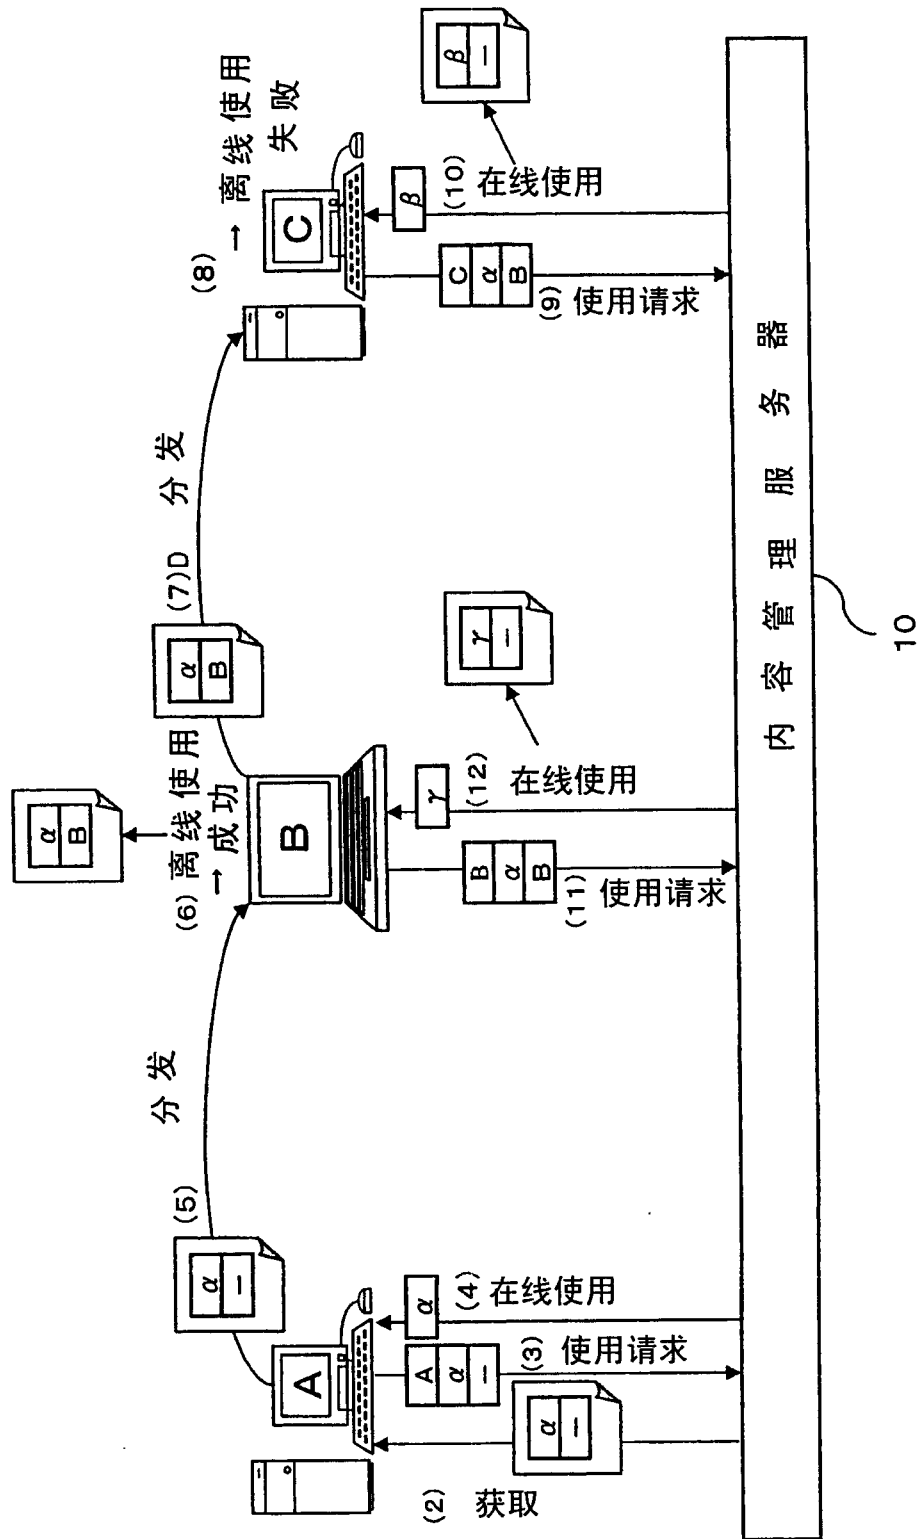 (2) 获取
α
—
A
A
α
—
(3) 使用请求
α
(4) 在线使用
α
—
(5) 分发
α
B
(6) 离线使用
→ 成功
B
B
α
B
(11) 使用请求
γ
(12) 在线使用
γ
—
α
B
(7)D 分发
(8) → 离线使用
失败
C
C
α
B
(9) 使用请求
β
(10) 在线使用
β
—
内容管理服务器
10